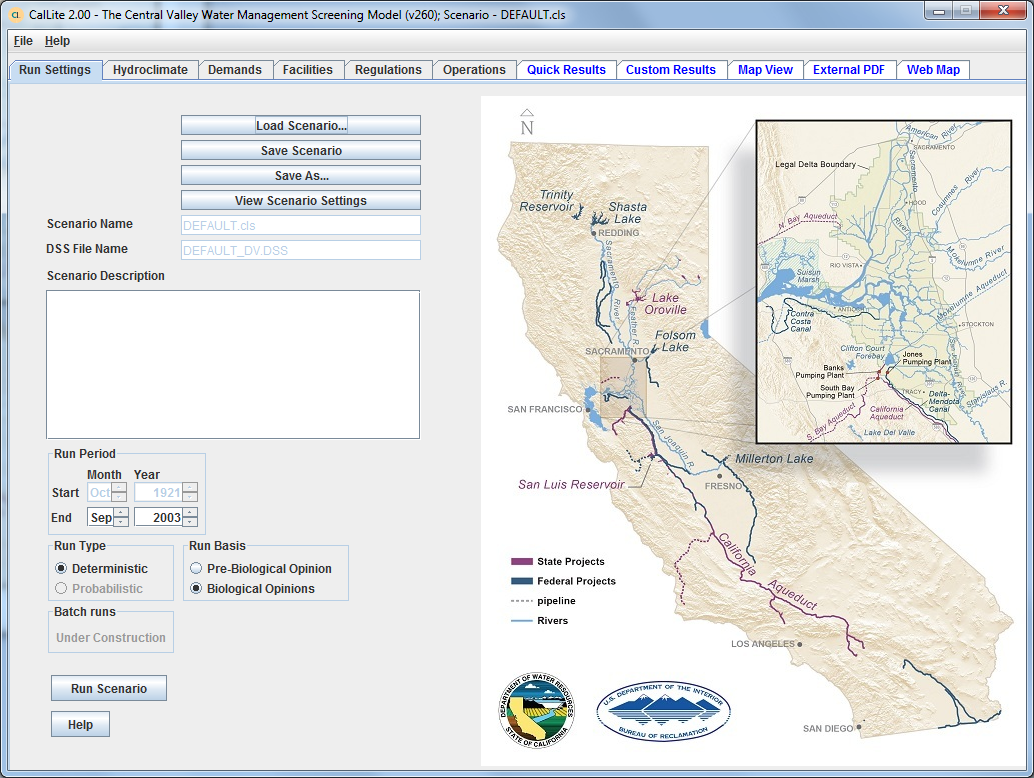 CalLite 2.00 - The Central Valley Water Management Screening Model (v260); Scenario - DEFAULT.cls
File Help
Run Settings Hydroclimate Demands Facilities Regulations Operations Quick Results Custom Results Map View External PDF Web Map
Load Scenario...
Save Scenario
Save As...
View Scenario Settings
Scenario Name DEFAULT.cls
DSS File Name DEFAULT_DV.DSS
Scenario Description
Run Period
Month Year
Start Oct 1921
End Sep 2003
Run Type
Deterministic
Probabilistic
Run Basis
Pre-Biological Opinion
Biological Opinions
Batch runs
Under Construction
Run Scenario
Help
N
Trinity
Reservoir
Shasta
Lake
REDDING
Sacramento
River
Lake
Oroville
Feather R.
Folsom
Lake
SACRAMENTO
SAN FRANCISCO
San Joaquin R.
Millerton Lake
San Luis Reservoir
FRESNO
California
Aqueduct
LOS ANGELES
SAN DIEGO
State Projects
Federal Projects
pipeline
Rivers
American River
SACRAMENTO
Legal Delta Boundary
Sacramento
River
HOOD
Cosumnes River
N. Bay Aqueduct
Mokelumne River
RIO VISTA
Suisun
Marsh
Mokelumne Aqueduct
ANTIOCH
Contra
Costa
Canal
STOCKTON
Clifton Court
Forebay
Jones
Pumping Plant
Banks
Pumping Plant
San Joaquin River
South Bay
Pumping Plant
TRACY
Delta-
Mendota
Canal
Stanislaus R.
California
Aqueduct
S. Bay Aqueduct
Lake Del Valle
DEPARTMENT OF WATER RESOURCES
STATE OF CALIFORNIA
U.S. DEPARTMENT OF THE INTERIOR
BUREAU OF RECLAMATION